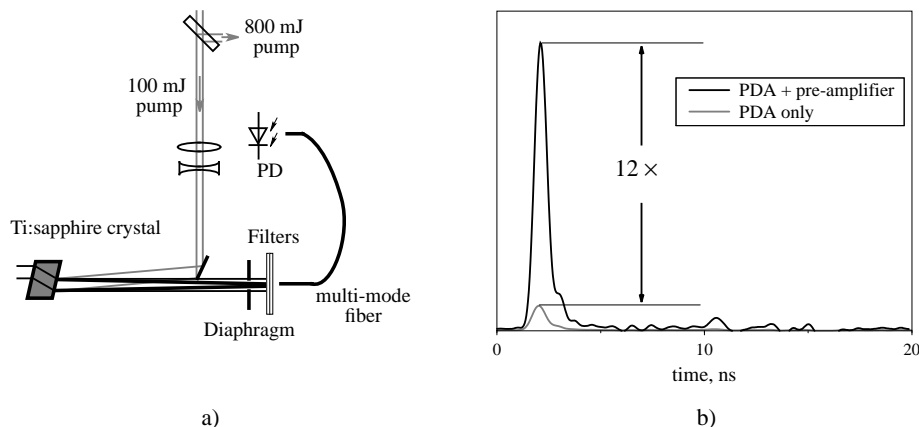 800 mJ
pump
100 mJ
pump
PD
Ti:sapphire crystal
Filters
multi-mode
fiber
Diaphragm
a)
PDA + pre-amplifier
PDA only
12 ×
0
10
20
time, ns
b)